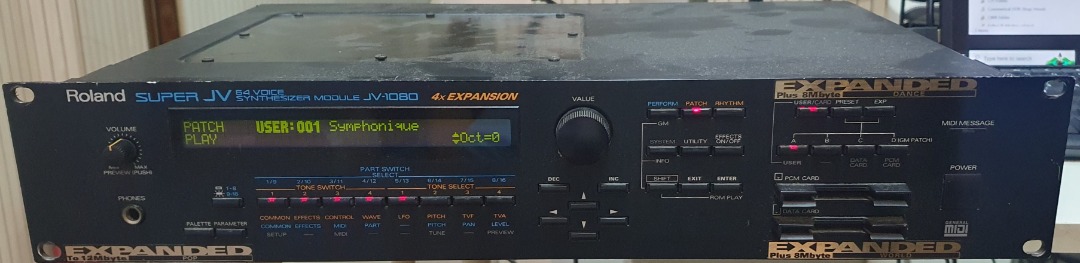 Roland SUPER JV 64 VOICE SYNTHESIZER MODULE JV-1080 4x EXPANSION
VOLUME
MIN MAX
PREVIEW (PUSH)
PHONES
PATCH USER:001 Symphonique
PLAY Oct=0
PART SWITCH
SELECT
1/9 2/10 3/11 4/12 5/13 6/14 7/15 8/16
TONE SWITCH TONE SELECT
1 2 3 4 1 2 3 4
1-8
9-16
PALETTE PARAMETER
COMMON EFFECTS CONTROL WAVE LFO PITCH TVF TVA
COMMON EFFECTS MIDI PART PITCH PAN LEVEL
SETUP MIDI TUNE PREVIEW
VALUE
DEC INC
PERFORM PATCH RHYTHM
GM
SYSTEM UTILITY EFFECTS ON/OFF
INFO
SHIFT EXIT ENTER
ROM PLAY
EXPANDED
Plus 8Mbyte DANCE
USER/CARD PRESET EXP
A B C D (GM PATCH)
USER DATA CARD PCM CARD
PCM CARD
DATA CARD
MIDI MESSAGE
POWER
GENERAL
MIDI
EXPANDED
To 12Mbyte POP
EXPANDED
Plus 8Mbyte WORLD